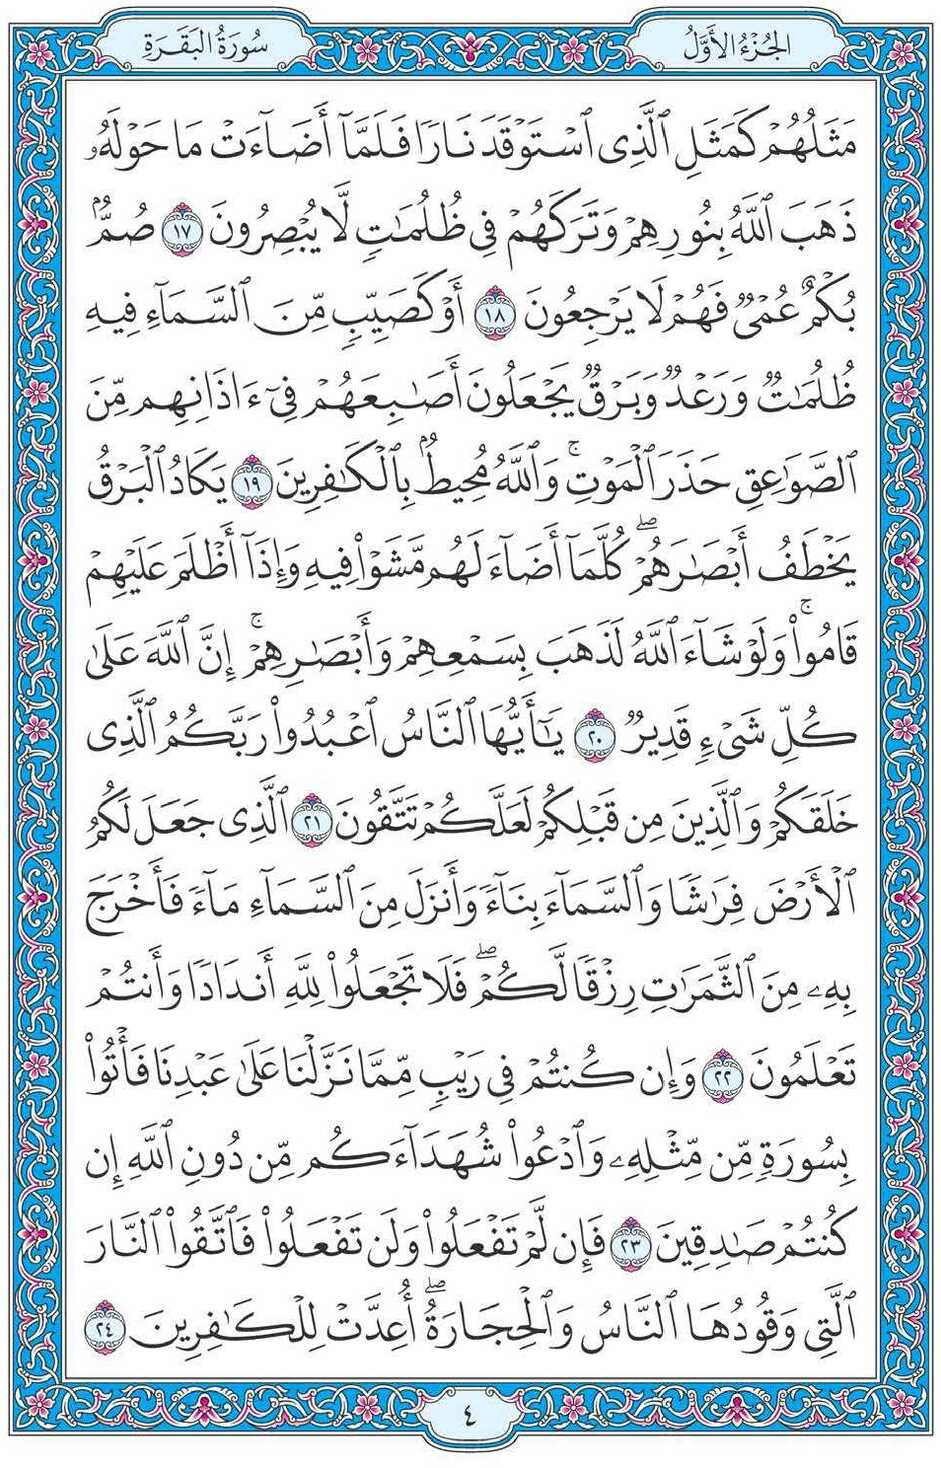 سُورَةُ البَقَرَةِ
الجُزْءُ الأَوَّلُ
مَثَلُهُمْ كَمَثَلِ ٱلَّذِى ٱسْتَوْقَدَ نَارًا فَلَمَّآ أَضَآءَتْ مَا حَوْلَهُۥ
ذَهَبَ ٱللَّهُ بِنُورِهِمْ وَتَرَكَهُمْ فِى ظُلُمَٰتٍ لَّا يُبْصِرُونَ ١٧ صُمٌّۢ
بُكْمٌ عُمْىٌ فَهُمْ لَا يَرْجِعُونَ ١٨ أَوْ كَصَيِّبٍ مِّنَ ٱلسَّمَآءِ فِيهِ
ظُلُمَٰتٌ وَرَعْدٌ وَبَرْقٌ يَجْعَلُونَ أَصَٰبِعَهُمْ فِىٓ ءَاذَانِهِم مِّنَ
ٱلصَّوَٰعِقِ حَذَرَ ٱلْمَوْتِ ۚ وَٱللَّهُ مُحِيطٌۢ بِٱلْكَٰفِرِينَ ١٩ يَكَادُ ٱلْبَرْقُ
يَخْطَفُ أَبْصَٰرَهُمْ ۖ كُلَّمَآ أَضَآءَ لَهُم مَّشَوْا۟ فِيهِ وَإِذَآ أَظْلَمَ عَلَيْهِمْ
قَامُوا۟ ۚ وَلَوْ شَآءَ ٱللَّهُ لَذَهَبَ بِسَمْعِهِمْ وَأَبْصَٰرِهِمْ ۚ إِنَّ ٱللَّهَ عَلَىٰ
كُلِّ شَىْءٍ قَدِيرٌ ٢٠ يَٰٓأَيُّهَا ٱلنَّاسُ ٱعْبُدُوا۟ رَبَّكُمُ ٱلَّذِى
خَلَقَكُمْ وَٱلَّذِينَ مِن قَبْلِكُمْ لَعَلَّكُمْ تَتَّقُونَ ٢١ ٱلَّذِى جَعَلَ لَكُمُ
ٱلْأَرْضَ فِرَٰشًا وَٱلسَّمَآءَ بِنَآءً وَأَنزَلَ مِنَ ٱلسَّمَآءِ مَآءً فَأَخْرَجَ
بِهِۦ مِنَ ٱلثَّمَرَٰتِ رِزْقًا لَّكُمْ ۖ فَلَا تَجْعَلُوا۟ لِلَّهِ أَندَادًا وَأَنتُمْ
تَعْلَمُونَ ٢٢ وَإِن كُنتُمْ فِى رَيْبٍ مِّمَّا نَزَّلْنَا عَلَىٰ عَبْدِنَا فَأْتُوا۟
بِسُورَةٍ مِّن مِّثْلِهِۦ وَٱدْعُوا۟ شُهَدَآءَكُم مِّن دُونِ ٱللَّهِ إِن
كُنتُمْ صَٰدِقِينَ ٢٣ فَإِن لَّمْ تَفْعَلُوا۟ وَلَن تَفْعَلُوا۟ فَٱتَّقُوا۟ ٱلنَّارَ
ٱلَّتِى وَقُودُهَا ٱلنَّاسُ وَٱلْحِجَارَةُ ۖ أُعِدَّتْ لِلْكَٰفِرِينَ ٢٤
٤